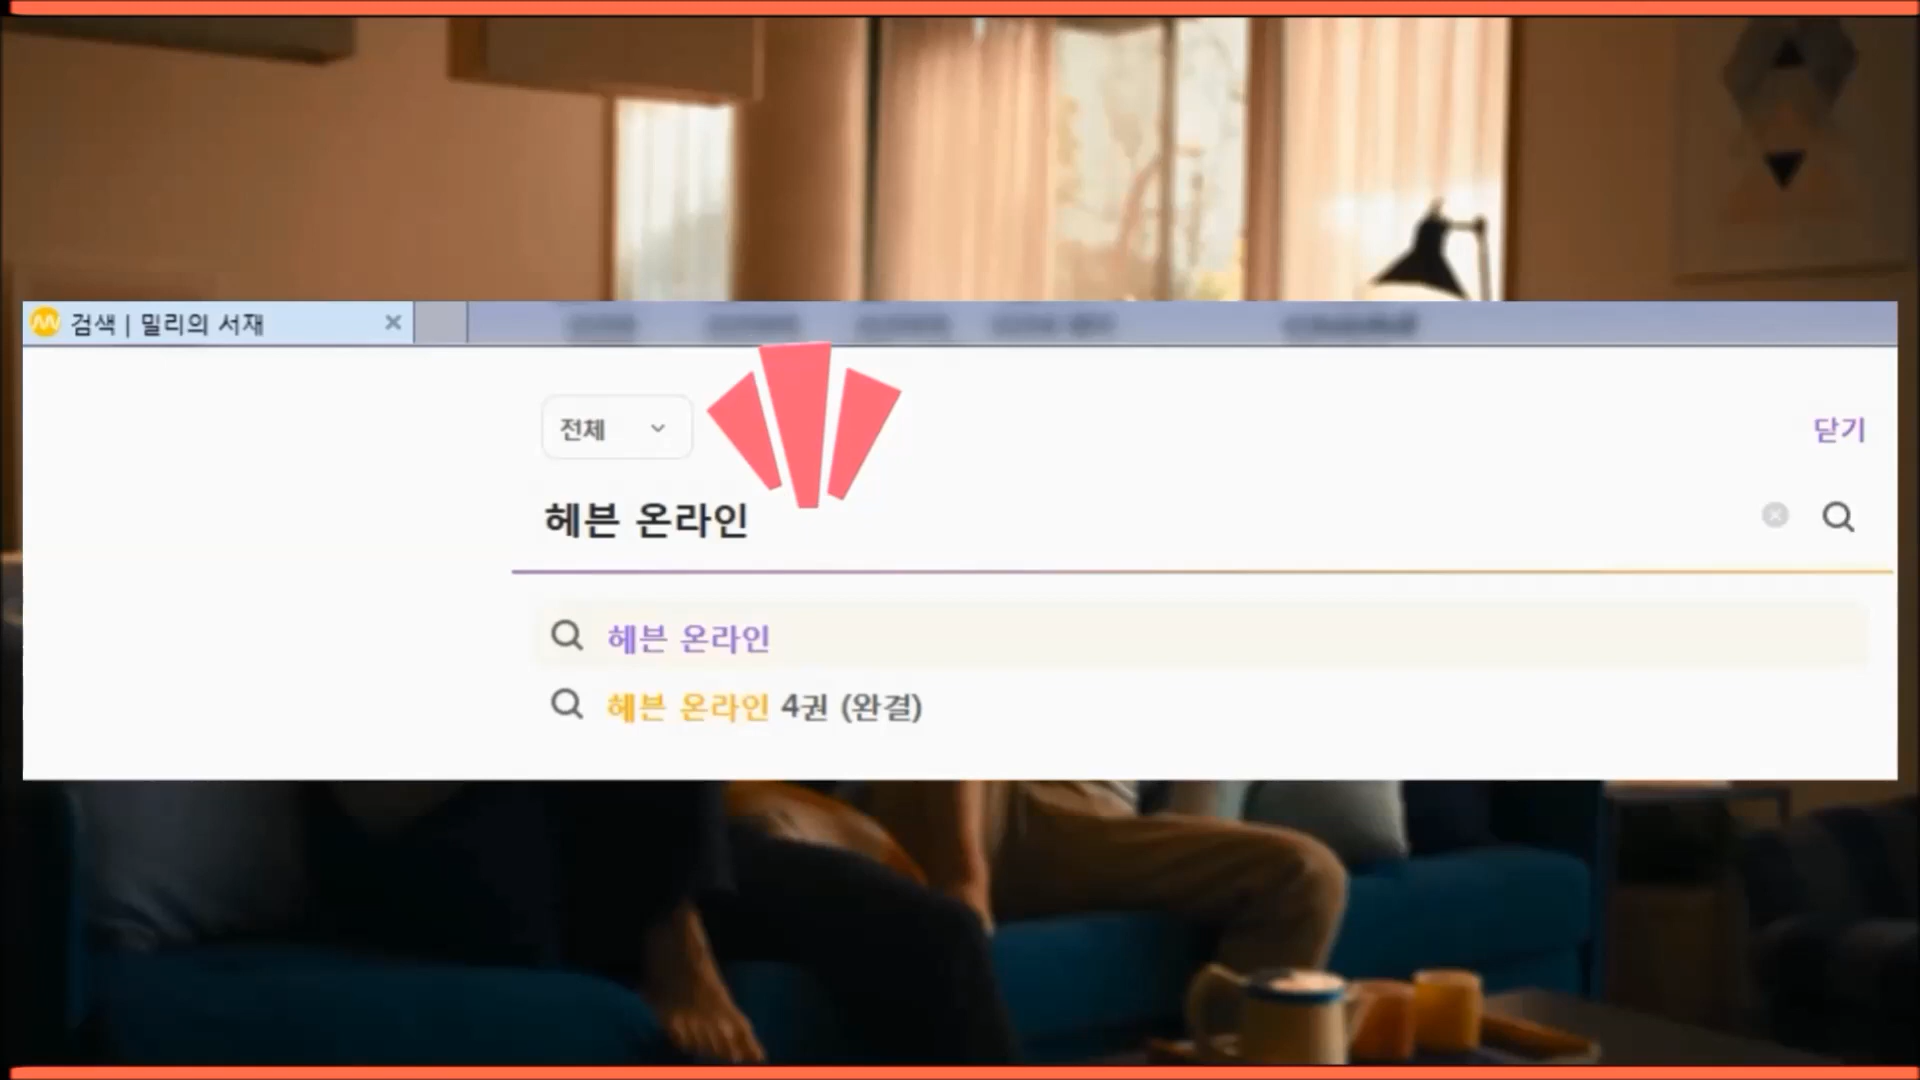 검색 | 밀리의 서재
전체
닫기
헤븐 온라인
헤븐 온라인
헤븐 온라인 4권 (완결)